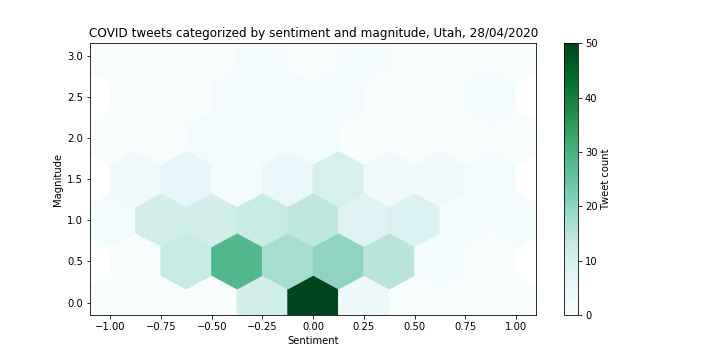 COVID tweets categorized by sentiment and magnitude, Utah, 28/04/2020
3.0
2.5
2.0
1.5
1.0
0.5
0.0
Magnitude
−1.00 −0.75 −0.50 −0.25 0.00 0.25 0.50 0.75 1.00
Sentiment
50
40
30
20
10
0
Tweet count